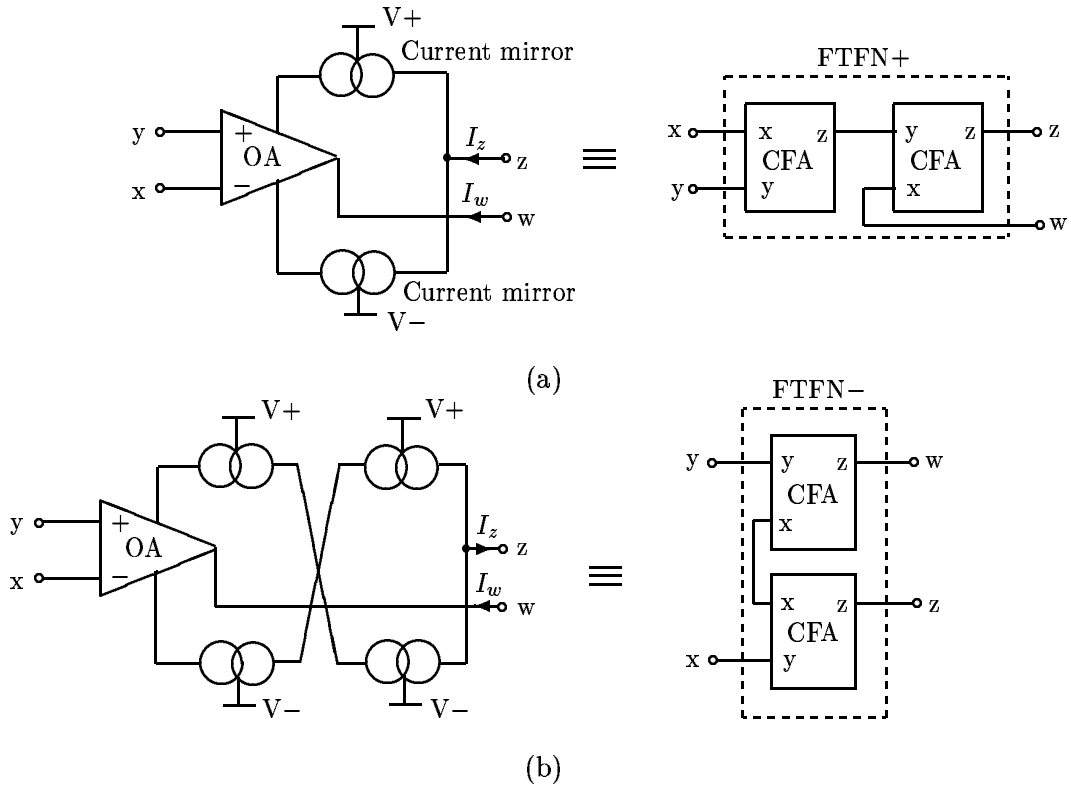 V+
Current mirror
y
+
OA
−
x
I_z
z
I_w
w
Current mirror
V−
≡
FTFN+
x
x
z
CFA
y
y
y
z
CFA
x
z
w
(a)
V+
V+
y
+
OA
−
x
I_z
z
I_w
w
V−
V−
≡
FTFN−
y
y
z
w
CFA
x
x
z
z
CFA
x
y
(b)